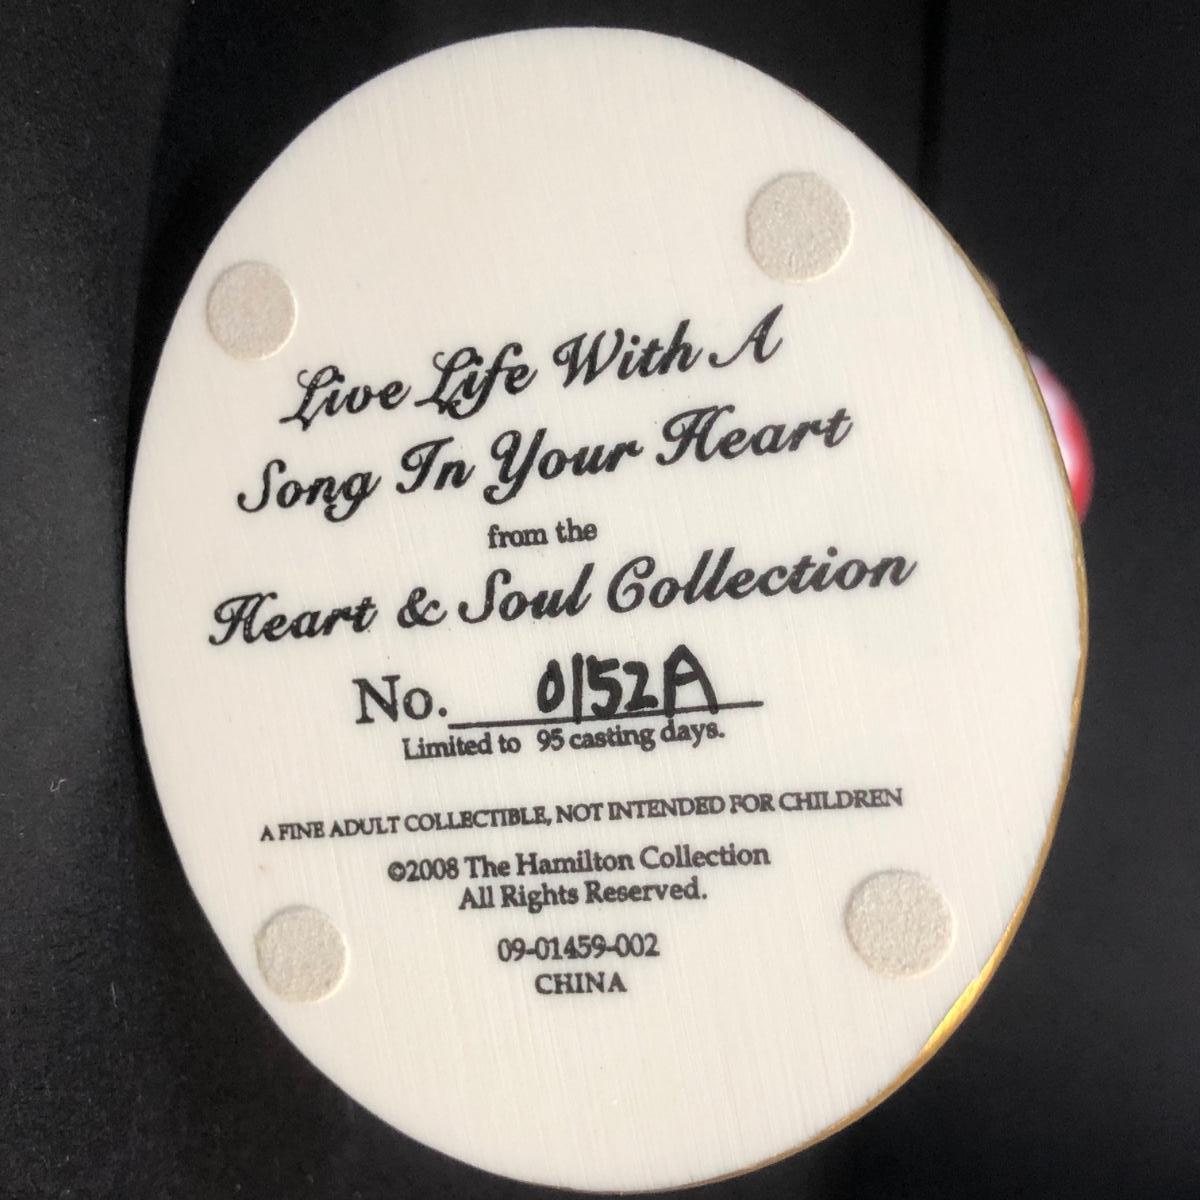 Live Life With A
Song In Your Heart
from the
Heart & Soul Collection
No. 0152A
Limited to 95 casting days.
A FINE ADULT COLLECTIBLE, NOT INTENDED FOR CHILDREN
©2008 The Hamilton Collection
All Rights Reserved.
09-01459-002
CHINA